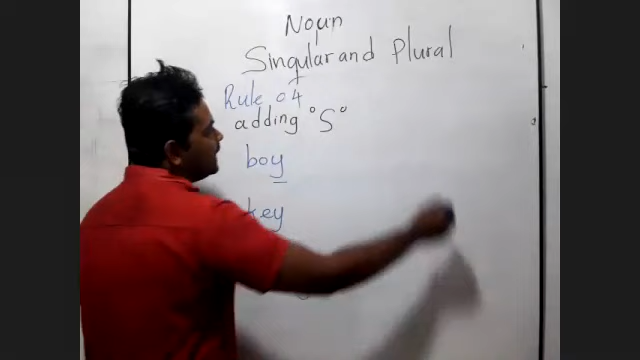 Noun
Singular and Plural
Rule 04
adding "S"
boy
key